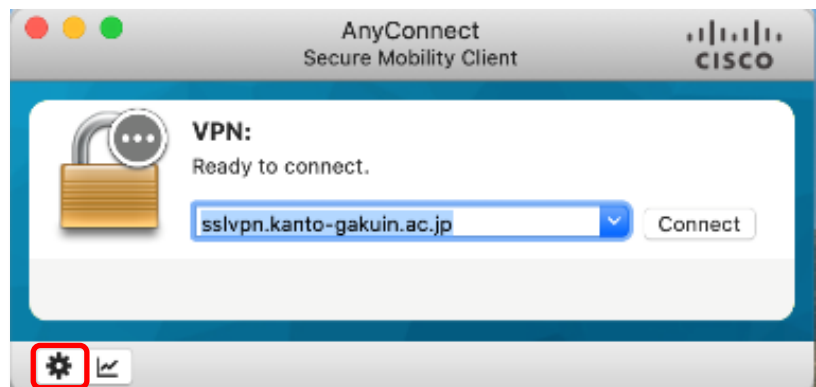 AnyConnect
Secure Mobility Client
CISCO
VPN:
Ready to connect.
sslvpn.kanto-gakuin.ac.jp
Connect